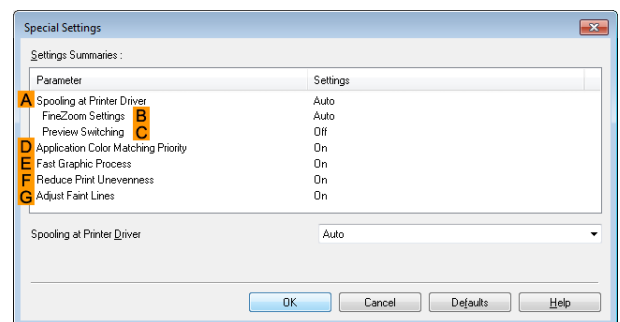 Special Settings
Settings Summaries :
Parameter Settings
A Spooling at Printer Driver Auto
FineZoom Settings B Auto
Preview Switching C Off
D Application Color Matching Priority On
E Fast Graphic Process On
F Reduce Print Unevenness On
G Adjust Faint Lines On
Spooling at Printer Driver Auto
OK Cancel Defaults Help